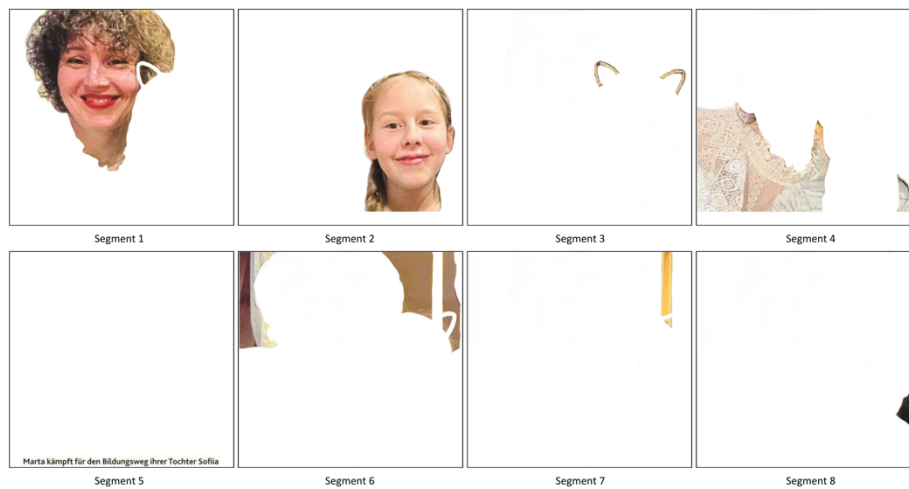 Segment 1
Segment 2
Segment 3
Segment 4
Marta kämpft für den Bildungsweg ihrer Tochter Sofiia
Segment 5
Segment 6
Segment 7
Segment 8